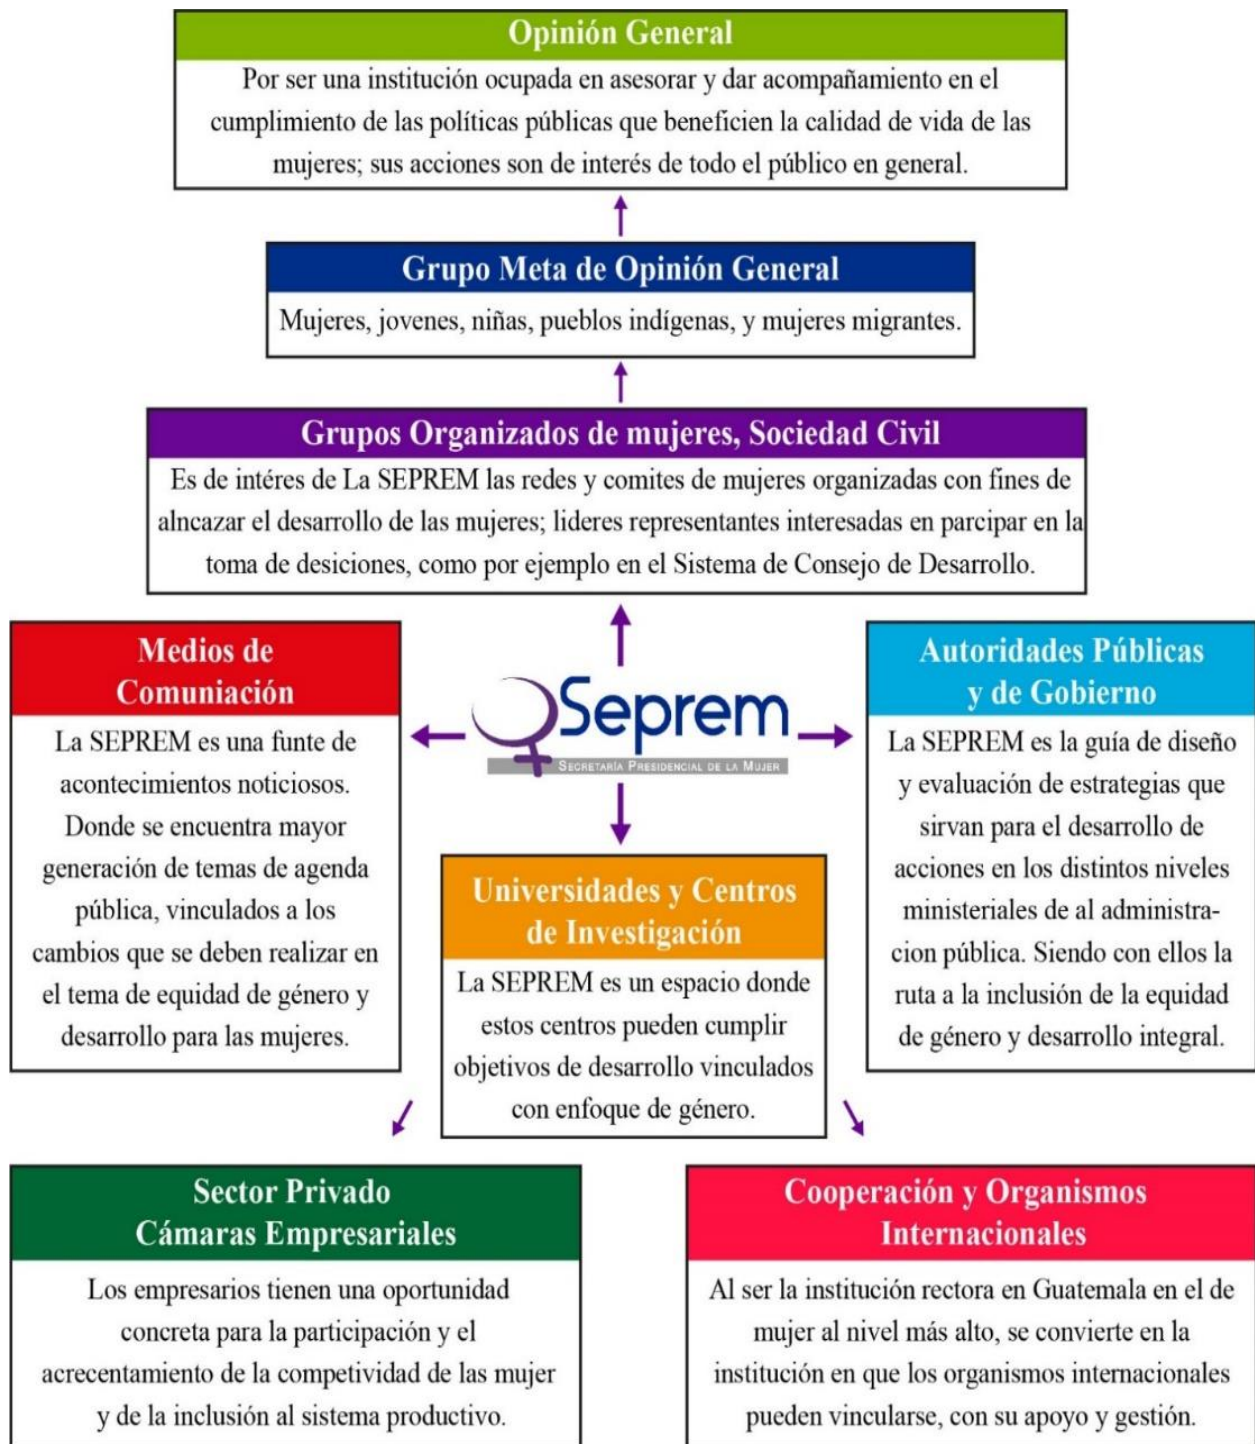 Opinión General
Por ser una institución ocupada en asesorar y dar acompañamiento en el
cumplimiento de las políticas públicas que beneficien la calidad de vida de las
mujeres; sus acciones son de interés de todo el público en general.
Grupo Meta de Opinión General
Mujeres, jovenes, niñas, pueblos indígenas, y mujeres migrantes.
Grupos Organizados de mujeres, Sociedad Civil
Es de intéres de La SEPREM las redes y comites de mujeres organizadas con fines de
alncazar el desarrollo de las mujeres; lideres representantes interesadas en parcipar en la
toma de desiciones, como por ejemplo en el Sistema de Consejo de Desarrollo.
Medios de
Comuniación
La SEPREM es una funte de
acontecimientos noticiosos.
Donde se encuentra mayor
generación de temas de agenda
pública, vinculados a los
cambios que se deben realizar en
el tema de equidad de género y
desarrollo para las mujeres.
Seprem
SECRETARÍA PRESIDENCIAL DE LA MUJER
Autoridades Públicas
y de Gobierno
La SEPREM es la guía de diseño
y evaluación de estrategias que
sirvan para el desarrollo de
acciones en los distintos niveles
ministeriales de al administra-
cion pública. Siendo con ellos la
ruta a la inclusión de la equidad
de género y desarrollo integral.
Universidades y Centros
de Investigación
La SEPREM es un espacio donde
estos centros pueden cumplir
objetivos de desarrollo vinculados
con enfoque de género.
Sector Privado
Cámaras Empresariales
Los empresarios tienen una oportunidad
concreta para la participación y el
acrecentamiento de la competividad de las mujer
y de la inclusión al sistema productivo.
Cooperación y Organismos
Internacionales
Al ser la institución rectora en Guatemala en el de
mujer al nivel más alto, se convierte en la
institución en que los organismos internacionales
pueden vincularse, con su apoyo y gestión.